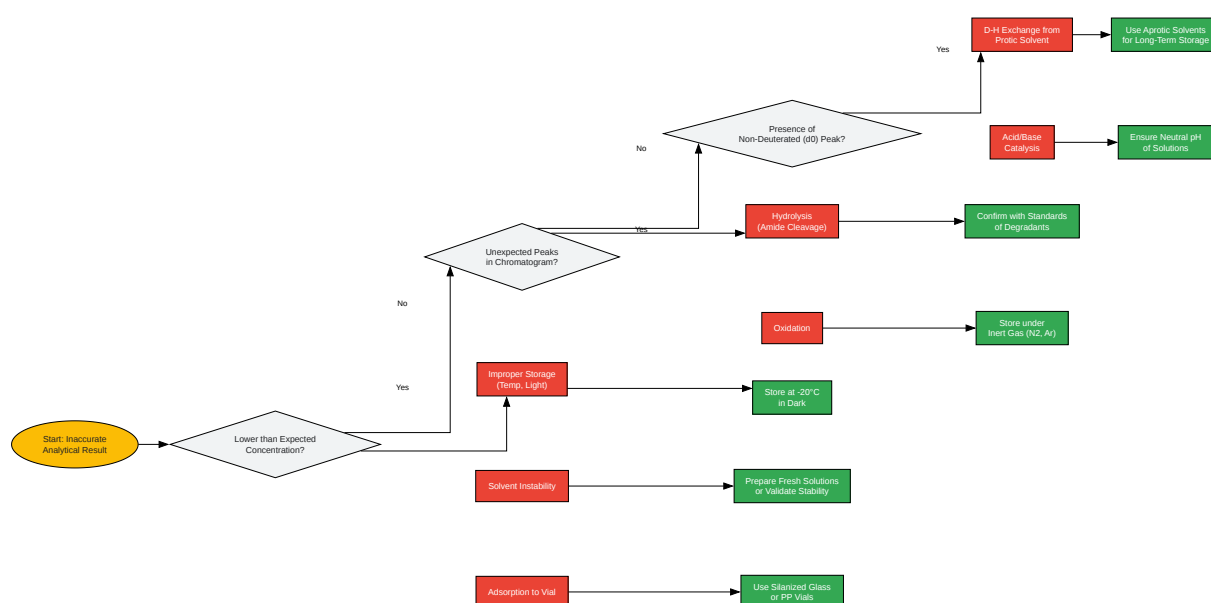 D-H Exchange from
Protic Solvent
Use Aprotic Solvents
for Long-Term Storage
Yes
Presence of
Non-Deuterated (d0) Peak?
Acid/Base
Catalysis
Ensure Neutral pH
of Solutions
No
Hydrolysis
(Amide Cleavage)
Confirm with Standards
of Degradants
Yes
Unexpected Peaks
in Chromatogram?
No
Oxidation
Store under
Inert Gas (N2, Ar)
Improper Storage
(Temp, Light)
Yes
Store at -20°C
in Dark
Start: Inaccurate
Analytical Result
Lower than Expected
Concentration?
Solvent Instability
Prepare Fresh Solutions
or Validate Stability
Adsorption to Vial
Use Silanized Glass
or PP Vials